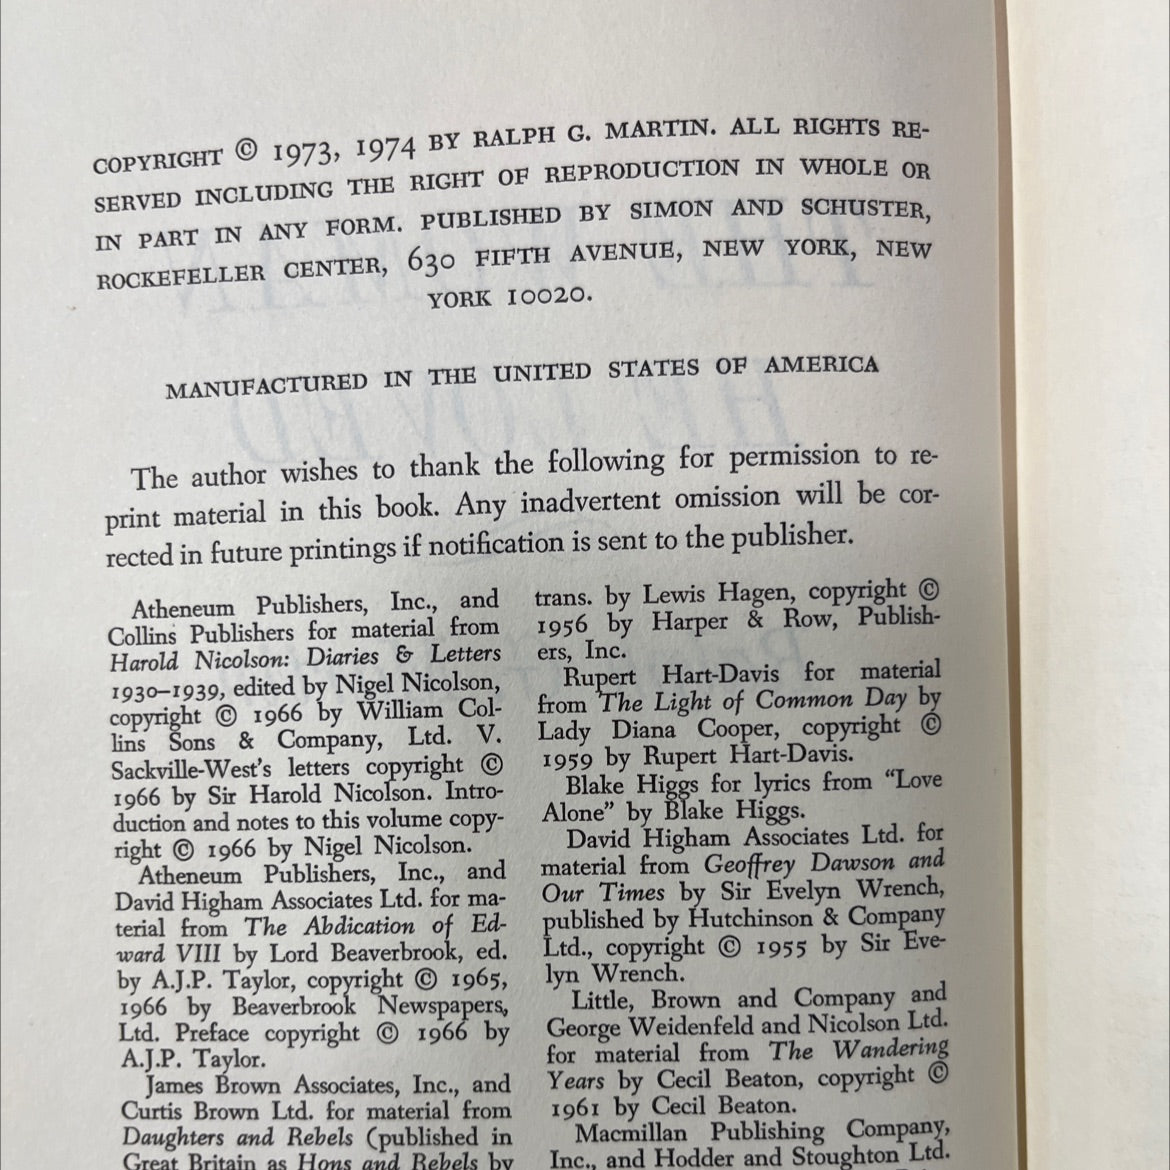 COPYRIGHT © 1973, 1974 BY RALPH G. MARTIN. ALL RIGHTS RE-
SERVED INCLUDING THE RIGHT OF REPRODUCTION IN WHOLE OR
IN PART IN ANY FORM. PUBLISHED BY SIMON AND SCHUSTER,
ROCKEFELLER CENTER, 630 FIFTH AVENUE, NEW YORK, NEW
YORK 10020.
MANUFACTURED IN THE UNITED STATES OF AMERICA
The author wishes to thank the following for permission to re-
print material in this book. Any inadvertent omission will be cor-
rected in future printings if notification is sent to the publisher.
Atheneum Publishers, Inc., and
Collins Publishers for material from
Harold Nicolson: Diaries & Letters
1930–1939, edited by Nigel Nicolson,
copyright © 1966 by William Col-
lins Sons & Company, Ltd. V.
Sackville-West's letters copyright ©
1966 by Sir Harold Nicolson. Intro-
duction and notes to this volume copy-
right © 1966 by Nigel Nicolson.
Atheneum Publishers, Inc., and
David Higham Associates Ltd. for ma-
terial from The Abdication of Ed-
ward VIII by Lord Beaverbrook, ed.
by A.J.P. Taylor, copyright © 1965,
1966 by Beaverbrook Newspapers,
Ltd. Preface copyright © 1966 by
A.J.P. Taylor.
James Brown Associates, Inc., and
Curtis Brown Ltd. for material from
Daughters and Rebels (published in
Great Britain as Hons and Rebels by
trans. by Lewis Hagen, copyright ©
1956 by Harper & Row, Publish-
ers, Inc.
Rupert Hart-Davis for material
from The Light of Common Day by
Lady Diana Cooper, copyright ©
1959 by Rupert Hart-Davis.
Blake Higgs for lyrics from "Love
Alone" by Blake Higgs.
David Higham Associates Ltd. for
material from Geoffrey Dawson and
Our Times by Sir Evelyn Wrench,
published by Hutchinson & Company
Ltd., copyright © 1955 by Sir Eve-
lyn Wrench.
Little, Brown and Company and
George Weidenfeld and Nicolson Ltd.
for material from The Wandering
Years by Cecil Beaton, copyright ©
1961 by Cecil Beaton.
Macmillan Publishing Company,
Inc., and Hodder and Stoughton Ltd.